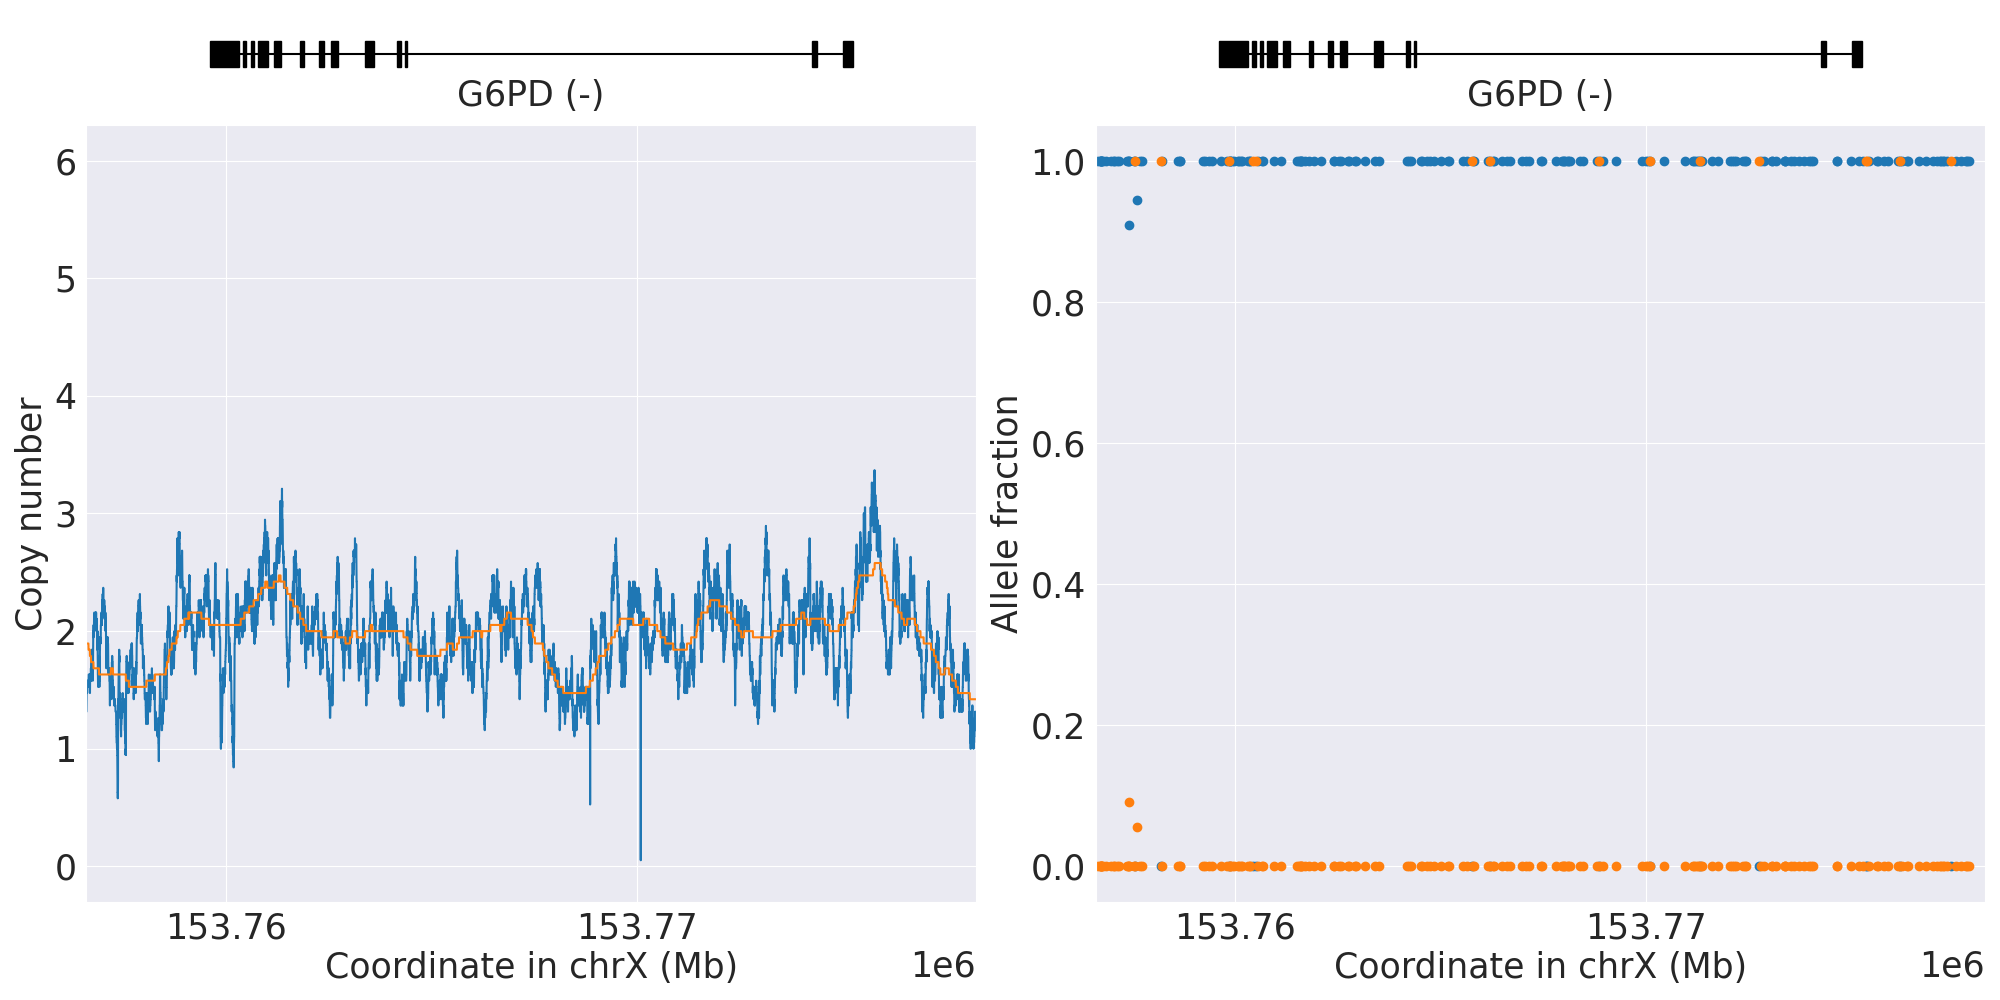 G6PD (-)
6
5
4
3
2
1
0
Copy number
153.76
153.77
Coordinate in chrX (Mb)
1e6
G6PD (-)
1.0
0.8
0.6
0.4
0.2
0.0
Allele fraction
153.76
153.77
Coordinate in chrX (Mb)
1e6